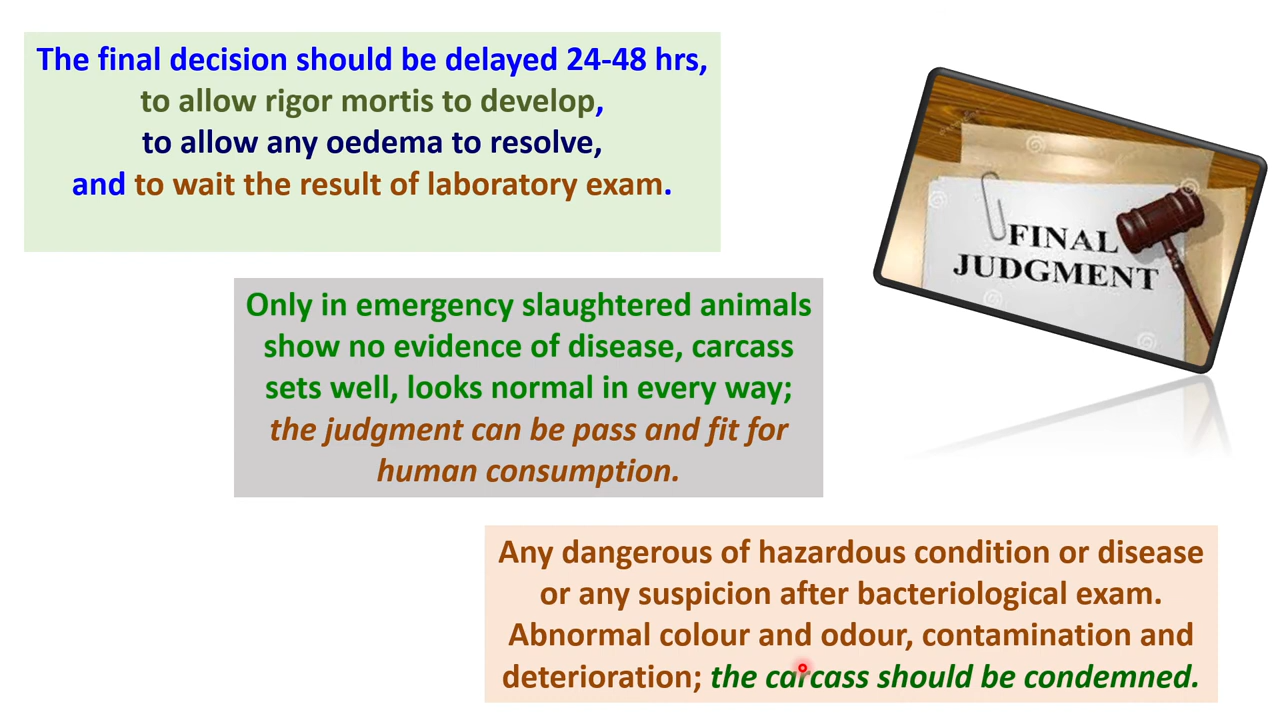 The final decision should be delayed 24-48 hrs,
to allow rigor mortis to develop,
to allow any oedema to resolve,
and to wait the result of laboratory exam.
FINAL
JUDGMENT
Only in emergency slaughtered animals
show no evidence of disease, carcass
sets well, looks normal in every way;
the judgment can be pass and fit for
human consumption.
Any dangerous of hazardous condition or disease
or any suspicion after bacteriological exam.
Abnormal colour and odour, contamination and
deterioration; the carcass should be condemned.